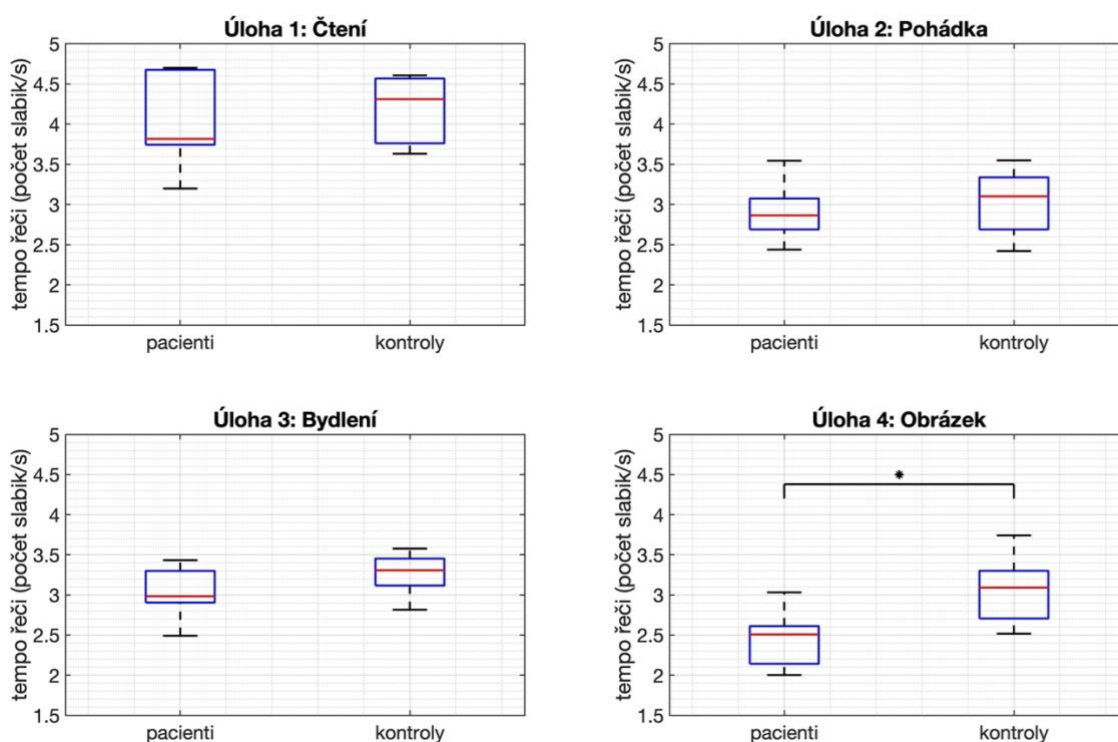 Úloha 1: Čtení
tempo řeči (počet slabik/s)
5
4.5
4
3.5
3
2.5
2
1.5
pacienti
kontroly
Úloha 2: Pohádka
tempo řeči (počet slabik/s)
5
4.5
4
3.5
3
2.5
2
1.5
pacienti
kontroly
Úloha 3: Bydlení
tempo řeči (počet slabik/s)
5
4.5
4
3.5
3
2.5
2
1.5
pacienti
kontroly
Úloha 4: Obrázek
tempo řeči (počet slabik/s)
5
4.5
4
3.5
3
2.5
2
1.5
*
pacienti
kontroly